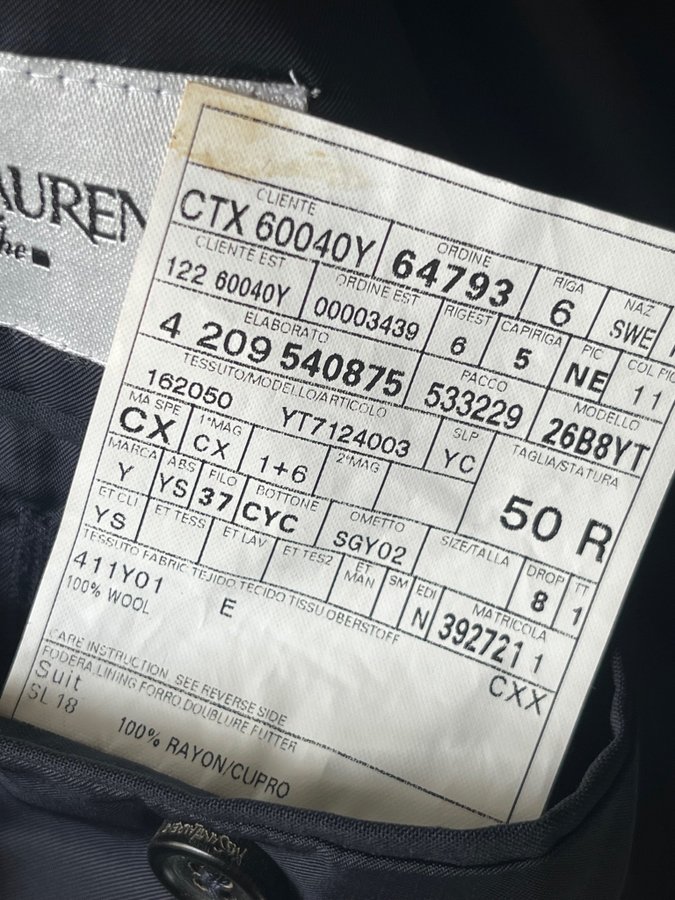 AUREN
he
CLIENTE ORDINE RIGA NAZ
CTX 60040Y 64793 6 SWE
CLIENTE EST ORDINE EST RIGEST CAPIRIGA PIC COL PIC
122 60040Y 00003439 6 5 NE 1 1
ELABORATO PACCO MODELLO
4 209 540875 533229 26B8YT
TESSUTO/MODELLO/ARTICOLO SLP TAGLIA/STATURA
162050 YT7124003 YC 50 R
MA SPE 1°MAG 2°MAG
CX CX 1+6
MARCA ABS FILO BOTTONE OMETTO SIZE/TALLA DROP FT
Y YS 37 CYC SGY02 8 1
ET CLI ET TESS ET LAV ET TES2 ET MAN SM EDI MATRICOLA
YS N 392721 1
TESSUTO FABRIC TEJIDO TECIDO TISSU OBERSTOFF
411Y01 E CXX
100% WOOL
CARE INSTRUCTION SEE REVERSE SIDE
FODERA LINING FORRO DOUBLURE FUTTER
Suit
SL 18
100% RAYON/CUPRO